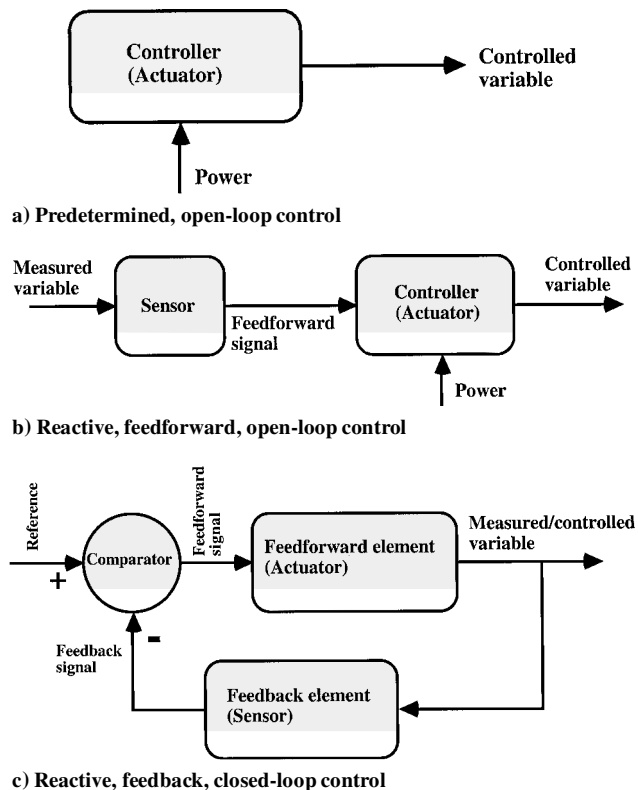 Controller
(Actuator)
Controlled
variable
Power
a) Predetermined, open-loop control
Measured
variable
Sensor
Feedforward
signal
Controller
(Actuator)
Controlled
variable
Power
b) Reactive, feedforward, open-loop control
Reference
+
Comparator
Feedforward
signal
Feedforward element
(Actuator)
Measured/controlled
variable
Feedback
signal
-
Feedback element
(Sensor)
c) Reactive, feedback, closed-loop control